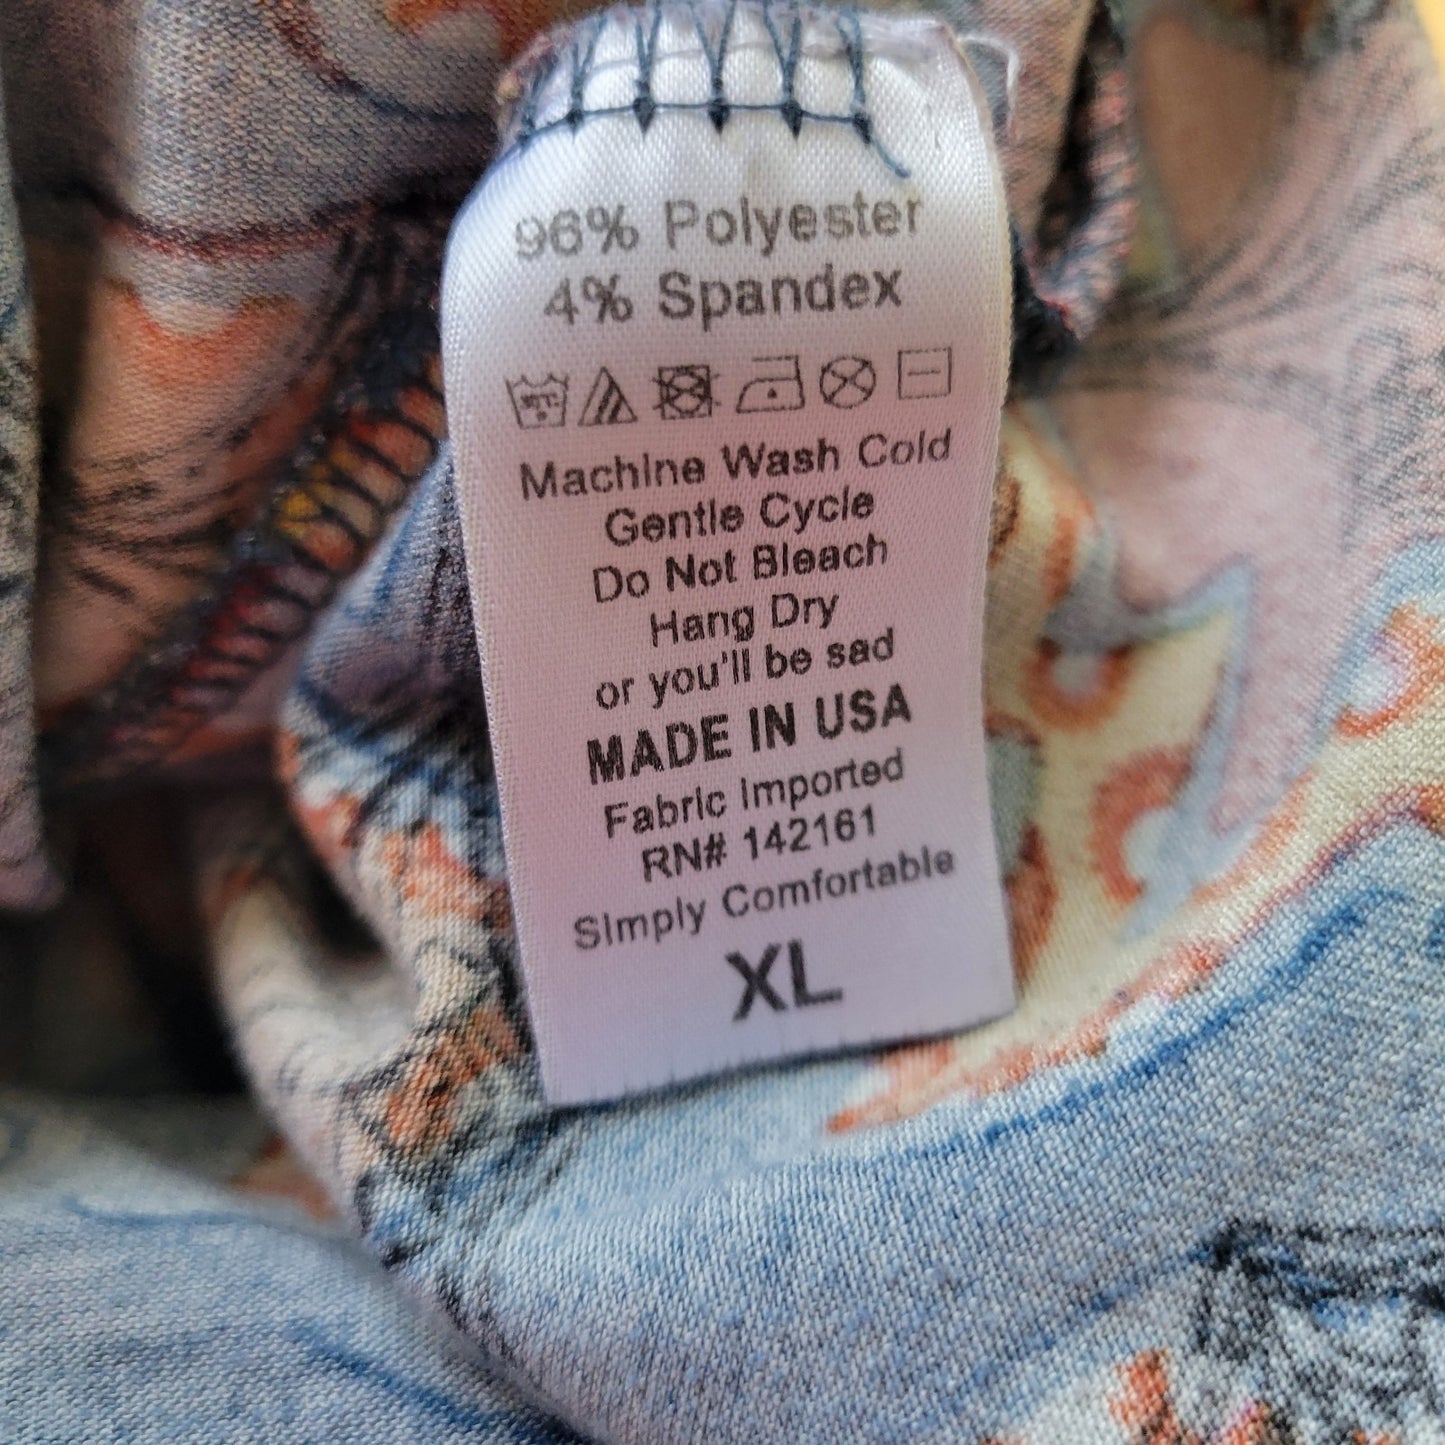 96% Polyester
4% Spandex
Machine Wash Cold
Gentle Cycle
Do Not Bleach
Hang Dry
or you'll be sad
MADE IN USA
Fabric Imported
RN# 142161
Simply Comfortable
XL